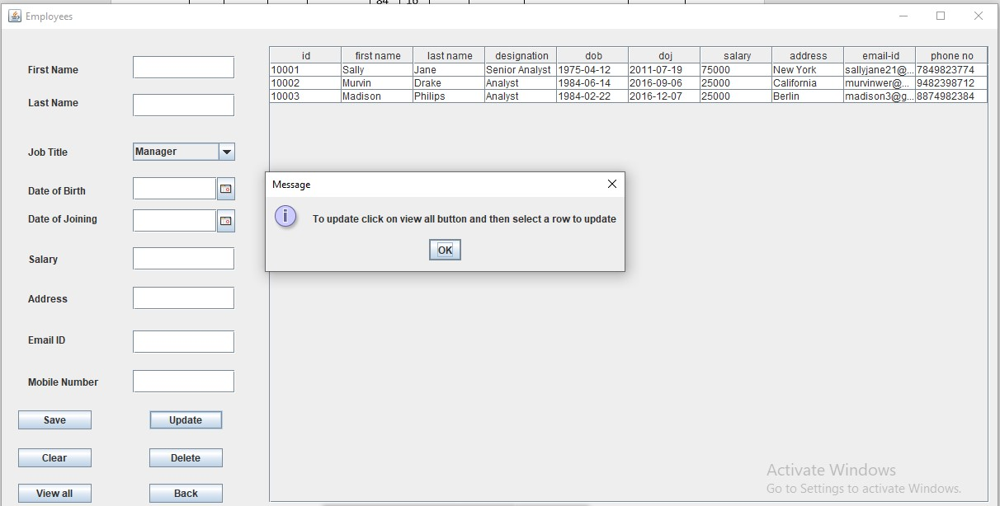 84 16
Employees
id first name last name designation dob doj salary address email-id phone no
10001 Sally Jane Senior Analyst 1975-04-12 2011-07-19 75000 New York sallyjane21@... 7849823774
10002 Murvin Drake Analyst 1984-06-14 2016-09-06 25000 California murvinwer@... 9482398712
10003 Madison Philips Analyst 1984-02-22 2016-12-07 25000 Berlin madison3@g... 8874982384
First Name
Last Name
Job Title Manager
Date of Birth
Date of Joining
Salary
Address
Email ID
Mobile Number
Save Update
Clear Delete
View all Back
Message
To update click on view all button and then select a row to update
OK
Activate Windows
Go to Settings to activate Windows.